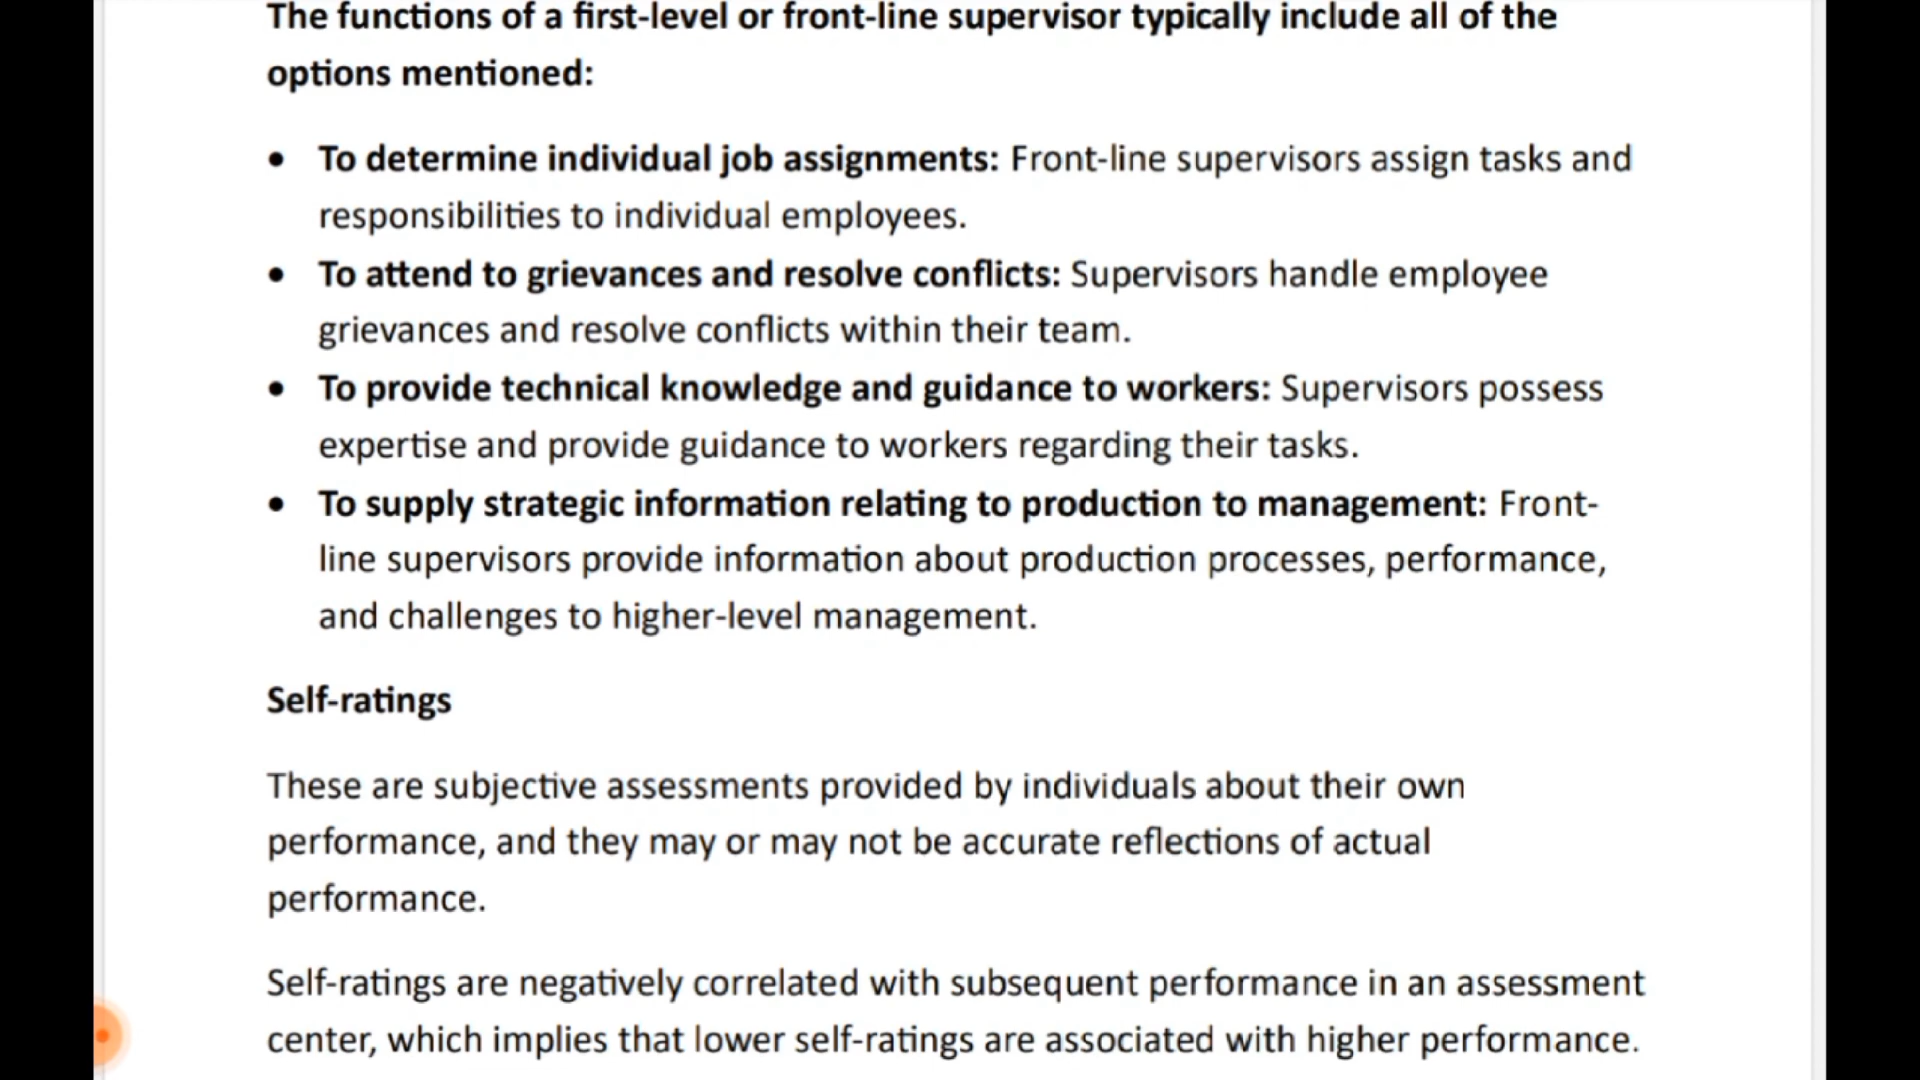 The functions of a first-level or front-line supervisor typically include all of the
options mentioned:
• To determine individual job assignments: Front-line supervisors assign tasks and
responsibilities to individual employees.
• To attend to grievances and resolve conflicts: Supervisors handle employee
grievances and resolve conflicts within their team.
• To provide technical knowledge and guidance to workers: Supervisors possess
expertise and provide guidance to workers regarding their tasks.
• To supply strategic information relating to production to management: Front-
line supervisors provide information about production processes, performance,
and challenges to higher-level management.
Self-ratings
These are subjective assessments provided by individuals about their own
performance, and they may or may not be accurate reflections of actual
performance.
Self-ratings are negatively correlated with subsequent performance in an assessment
center, which implies that lower self-ratings are associated with higher performance.